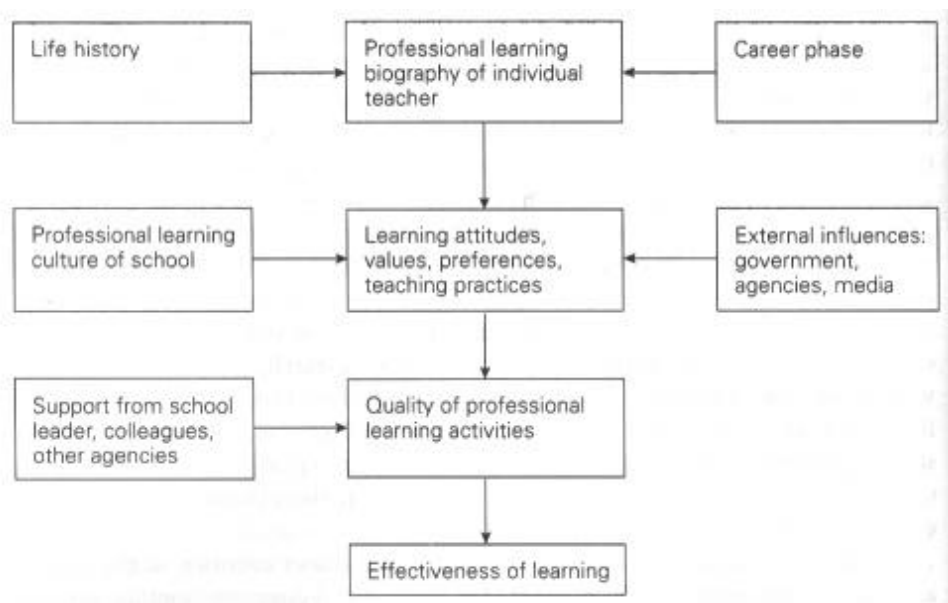 Life history
Professional learning
biography of individual
teacher
Career phase
Professional learning
culture of school
Learning attitudes,
values, preferences,
teaching practices
External influences:
government,
agencies, media
Support from school
leader, colleagues,
other agencies
Quality of professional
learning activities
Effectiveness of learning